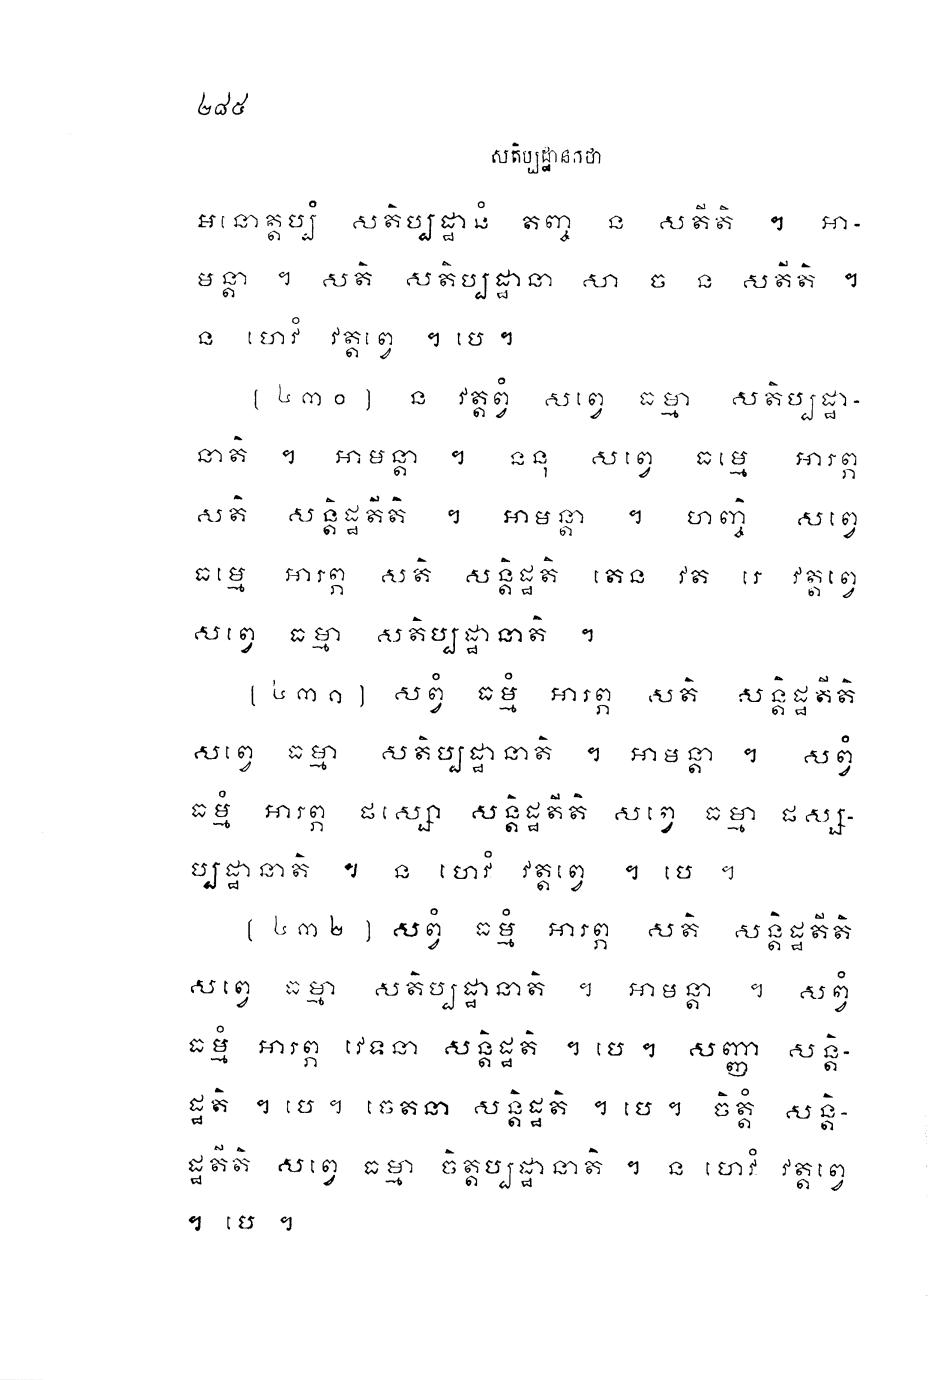 ២៨៥
សតិប្បដ្ឋានកថា
អនោត្តប្បំ សតិប្បដ្ឋានំ តញ្ច ន សតីតិ ។ អា-
មន្តា ។ សតិ សតិប្បដ្ឋានា សា ច ន សតីតិ ។
ន ហេវំ វត្តព្វេ ។ បេ ។
[ ៤៣០ ] ន វត្តព្វំ សព្វេ ធម្មា សតិប្បដ្ឋា-
នាតិ ។ អាមន្តា ។ ននុ សព្វេ ធម្មេ អារព្ភ
សតិ សន្តិដ្ឋតីតិ ។ អាមន្តា ។ ហញ្ចិ សព្វេ
ធម្មេ អារព្ភ សតិ សន្តិដ្ឋតិ តេន វត រេ វត្តព្វេ
សព្វេ ធម្មា សតិប្បដ្ឋានាតិ ។
[ ៤៣១ ] សព្វំ ធម្មំ អារព្ភ សតិ សន្តិដ្ឋតីតិ
សព្វេ ធម្មា សតិប្បដ្ឋានាតិ ។ អាមន្តា ។ សព្វំ
ធម្មំ អារព្ភ ផស្សោ សន្តិដ្ឋតីតិ សព្វេ ធម្មា ផស្ស-
ប្បដ្ឋានាតិ ។ ន ហេវំ វត្តព្វេ ។ បេ ។
[ ៤៣២ ] សព្វំ ធម្មំ អារព្ភ សតិ សន្តិដ្ឋតីតិ
សព្វេ ធម្មា សតិប្បដ្ឋានាតិ ។ អាមន្តា ។ សព្វំ
ធម្មំ អារព្ភ វេទនា សន្តិដ្ឋតិ ។ បេ ។ សញ្ញា សន្តិ-
ដ្ឋតិ ។ បេ ។ ចេតនា សន្តិដ្ឋតិ ។ បេ ។ ចិត្តំ សន្តិ-
ដ្ឋតីតិ សព្វេ ធម្មា ចិត្តប្បដ្ឋានាតិ ។ ន ហេវំ វត្តព្វេ
។ បេ ។